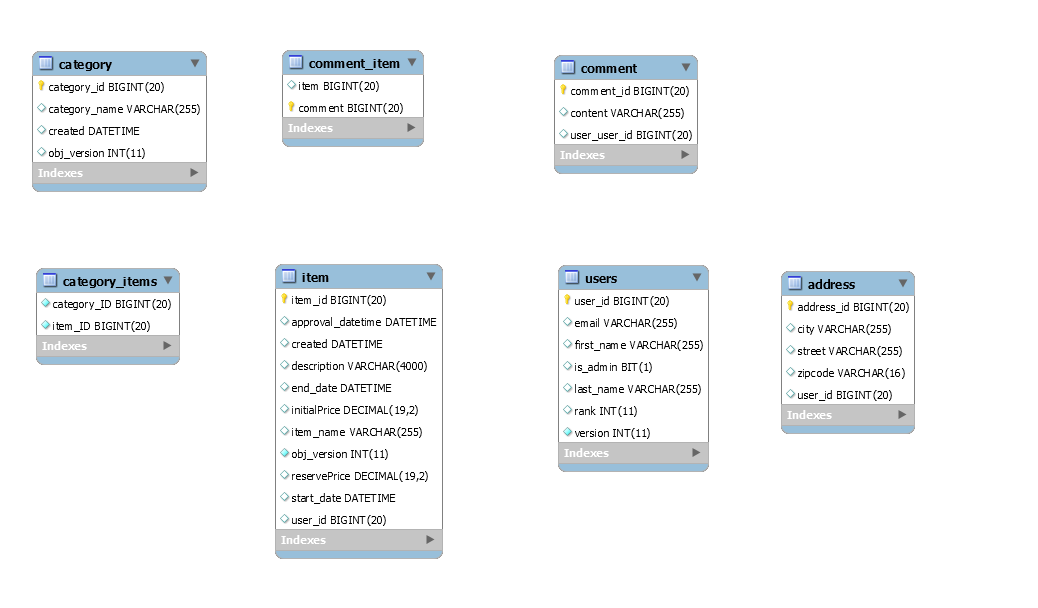 category
category_id BIGINT(20)
category_name VARCHAR(255)
created DATETIME
obj_version INT(11)
Indexes
comment_item
item BIGINT(20)
comment BIGINT(20)
Indexes
comment
comment_id BIGINT(20)
content VARCHAR(255)
user_user_id BIGINT(20)
Indexes
category_items
category_ID BIGINT(20)
item_ID BIGINT(20)
Indexes
item
item_id BIGINT(20)
approval_datetime DATETIME
created DATETIME
description VARCHAR(4000)
end_date DATETIME
initialPrice DECIMAL(19,2)
item_name VARCHAR(255)
obj_version INT(11)
reservePrice DECIMAL(19,2)
start_date DATETIME
user_id BIGINT(20)
Indexes
users
user_id BIGINT(20)
email VARCHAR(255)
first_name VARCHAR(255)
is_admin BIT(1)
last_name VARCHAR(255)
rank INT(11)
version INT(11)
Indexes
address
address_id BIGINT(20)
city VARCHAR(255)
street VARCHAR(255)
zipcode VARCHAR(16)
user_id BIGINT(20)
Indexes